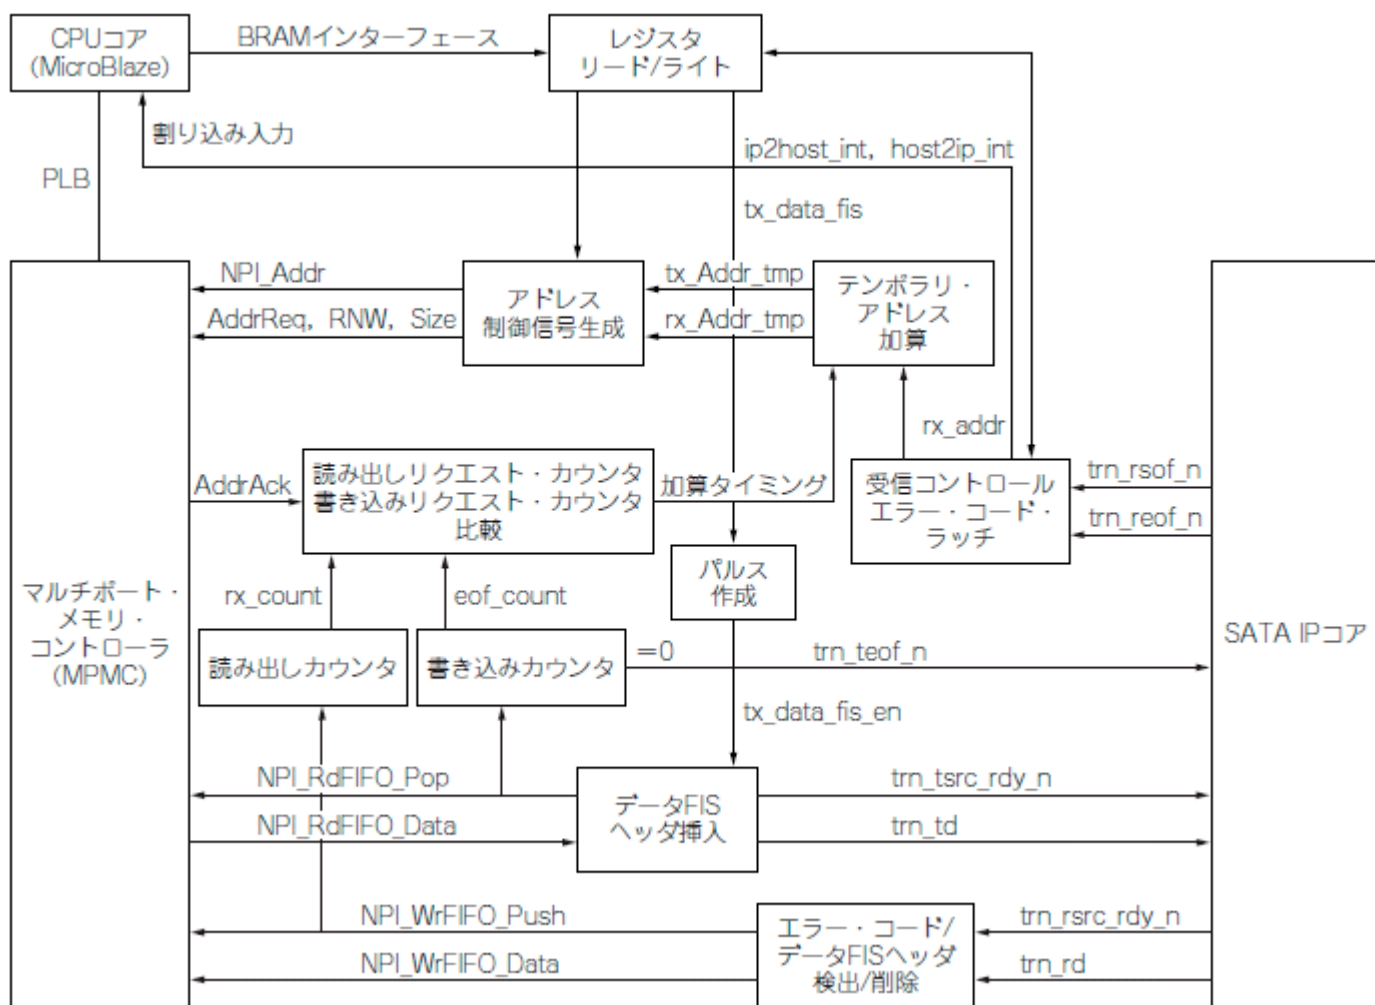 CPUコア
(MicroBlaze)
BRAMインターフェース
レジスタ
リード/ライト
割り込み入力
ip2host_int, host2ip_int
PLB
tx_data_fis
NPI_Addr
AddrReq, RNW, Size
アドレス
制御信号生成
tx_Addr_tmp
rx_Addr_tmp
テンポラリ・
アドレス
加算
rx_addr
AddrAck
読み出しリクエスト・カウンタ
書き込みリクエスト・カウンタ
比較
加算タイミング
受信コントロール
エラー・コード・
ラッチ
trn_rsof_n
trn_reof_n
パルス
作成
マルチポート・
メモリ・
コントローラ
(MPMC)
rx_count
eof_count
読み出しカウンタ
書き込みカウンタ
=0
trn_teof_n
SATA IPコア
tx_data_fis_en
NPI_RdFIFO_Pop
NPI_RdFIFO_Data
データFIS
ヘッダ挿入
trn_tsrc_rdy_n
trn_td
NPI_WrFIFO_Push
NPI_WrFIFO_Data
エラー・コード/
データFISヘッダ
検出/削除
trn_rsrc_rdy_n
trn_rd